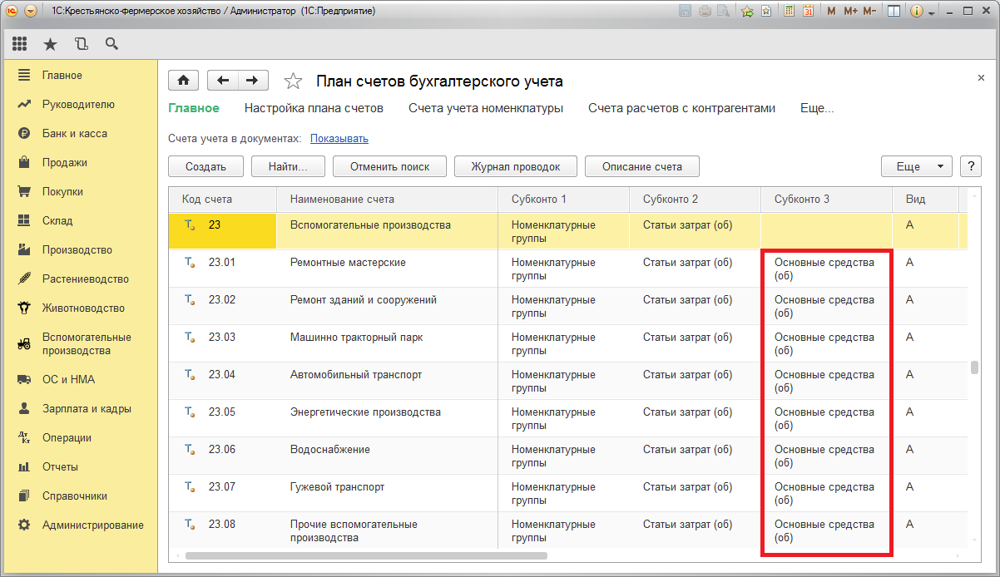 1С:Крестьянско-Фермерское хозяйство / Администратор (1С:Предприятие)
31 M M+ M-
Главное
Руководителю
Банк и касса
Продажи
Покупки
Склад
Производство
Растениеводство
Животноводство
Вспомогательные
производства
ОС и НМА
Зарплата и кадры
Операции
Отчеты
Справочники
Администрирование
План счетов бухгалтерского учета
Главное Настройка плана счетов Счета учета номенклатуры Счета расчетов с контрагентами Еще...
Счета учета в документах: Показывать
Создать Найти... Отменить поиск Журнал проводок Описание счета Еще ?
Код счета Наименование счета Субконто 1 Субконто 2 Субконто 3 Вид
23 Вспомогательные производства Номенклатурные Статьи затрат (об) А
группы
23.01 Ремонтные мастерские Номенклатурные Статьи затрат (об) Основные средства А
группы (об)
23.02 Ремонт зданий и сооружений Номенклатурные Статьи затрат (об) Основные средства А
группы (об)
23.03 Машинно тракторный парк Номенклатурные Статьи затрат (об) Основные средства А
группы (об)
23.04 Автомобильный транспорт Номенклатурные Статьи затрат (об) Основные средства А
группы (об)
23.05 Энергетические производства Номенклатурные Статьи затрат (об) Основные средства А
группы (об)
23.06 Водоснабжение Номенклатурные Статьи затрат (об) Основные средства А
группы (об)
23.07 Гужевой транспорт Номенклатурные Статьи затрат (об) Основные средства А
группы (об)
23.08 Прочие вспомогательные Номенклатурные Статьи затрат (об) Основные средства А
производства группы (об)